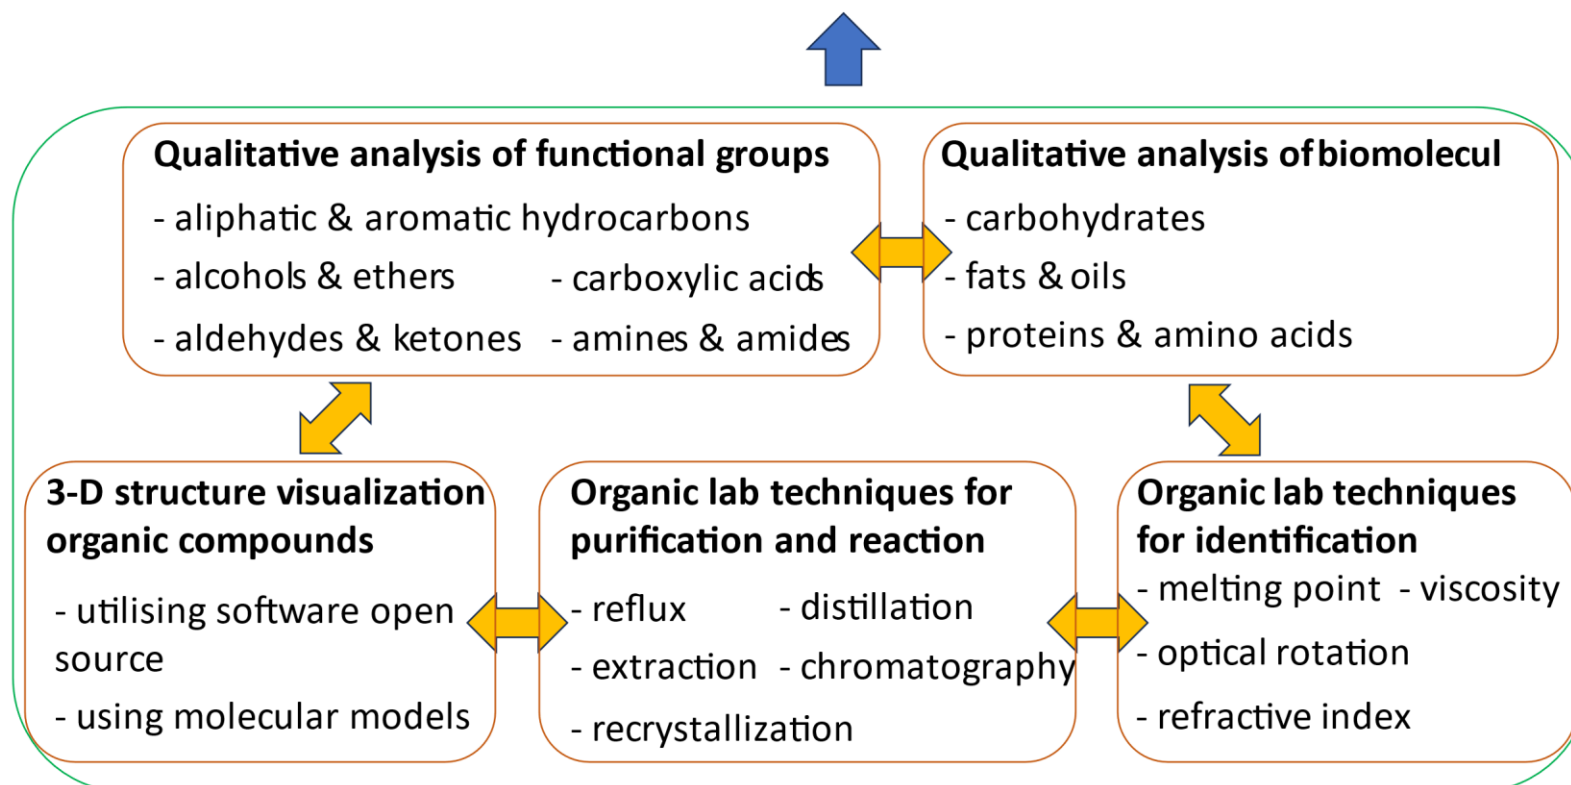 Qualitative analysis of functional groups
- aliphatic & aromatic hydrocarbons
- alcohols & ethers - carboxylic acids
- aldehydes & ketones - amines & amides
Qualitative analysis of biomolecul
- carbohydrates
- fats & oils
- proteins & amino acids
3-D structure visualization
organic compounds
- utilising software open
source
- using molecular models
Organic lab techniques for
purification and reaction
- reflux - distillation
- extraction - chromatography
- recrystallization
Organic lab techniques
for identification
- melting point - viscosity
- optical rotation
- refractive index